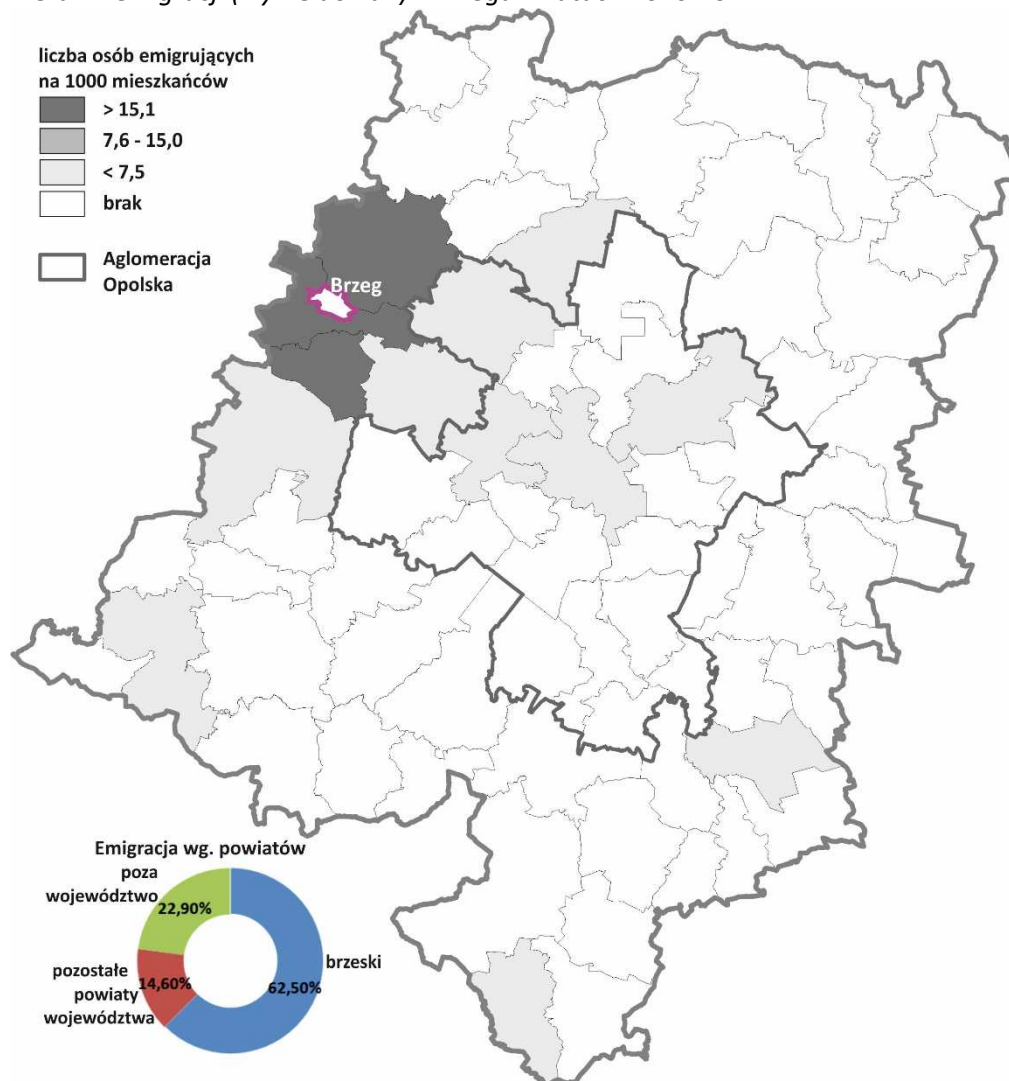 liczba osób emigrujących
na 1000 mieszkańców
> 15,1
7,6 - 15,0
< 7,5
brak
Aglomeracja
Opolska
Brzeg
Emigracja wg. powiatów
poza
województwo
22,90%
pozostałe
powiaty
województwa
14,60%
brzeski
62,50%